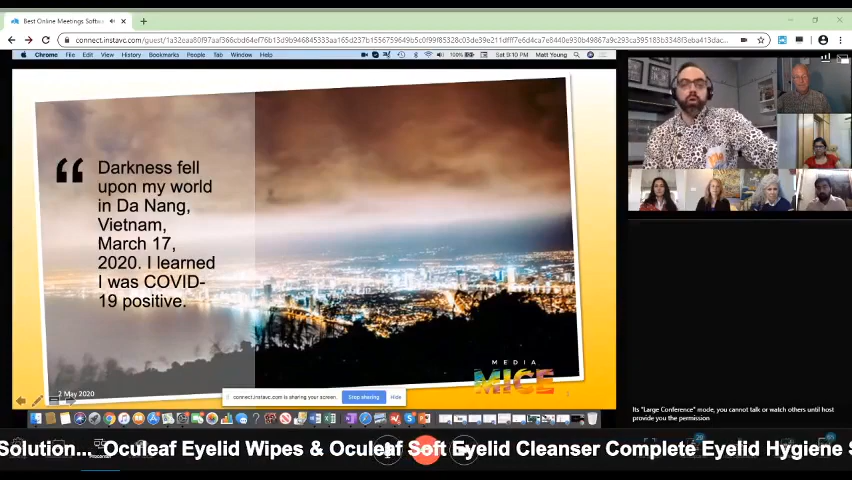 Best Online Meetings Softw
connect.instavc.com/guest/
Chrome File Edit View History Bookmarks People Tab Window Help
100% Sat 9:10 PM Matt Young
“ Darkness fell
upon my world
in Da Nang,
Vietnam,
March 17,
2020. I learned
I was COVID-
19 positive.
MEDIA
MICE
2 May 2020
connect.instavc.com is sharing your screen. Stop sharing Hide
Its "Large Conference" mode, you cannot talk or watch others until host
provide you the permission
Solution... Oculeaf Eyelid Wipes & Oculeaf Soft Eyelid Cleanser Complete Eyelid Hygiene S